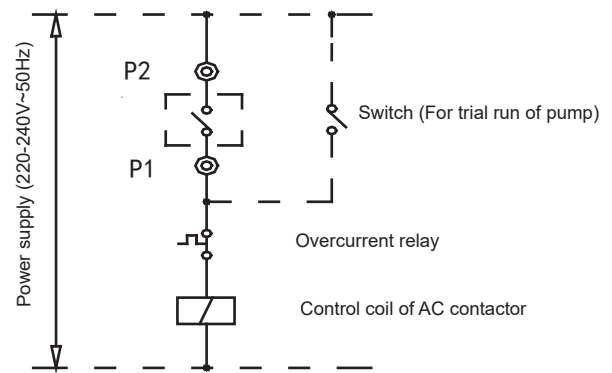 Power supply (220-240V~50Hz)
P2
Switch (For trial run of pump)
P1
Overcurrent relay
Control coil of AC contactor